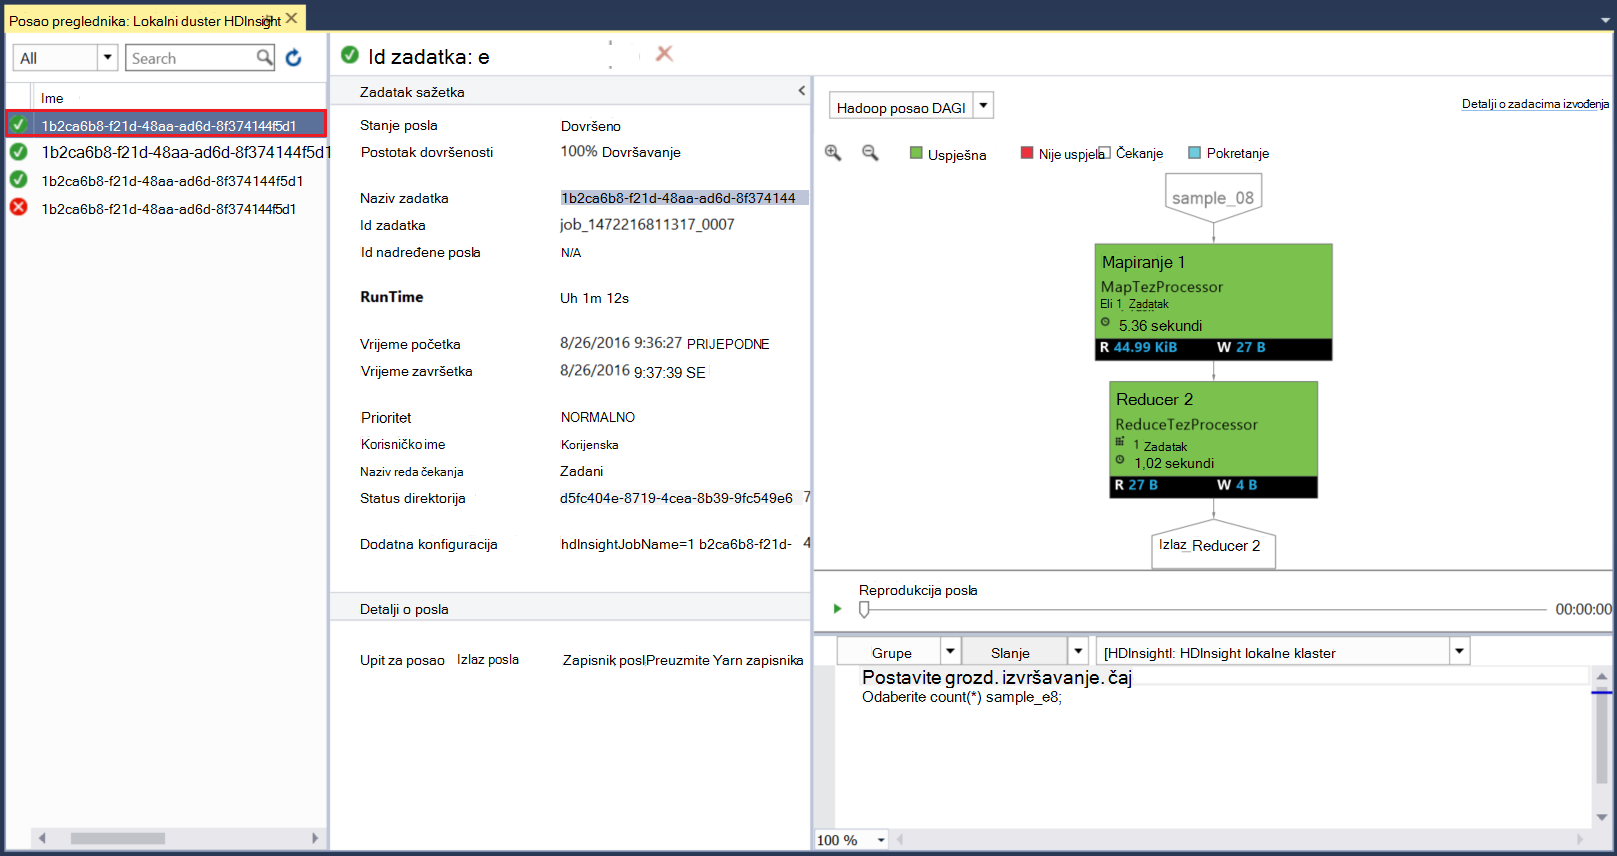 Posao preglednika: Lokalni duster HDInsight
All
Search
Ime
1b2ca6b8-f21d-48aa-ad6d-8f374144f5d1
1b2ca6b8-f21d-48aa-ad6d-8f374144f5d1
1b2ca6b8-f21d-48aa-ad6d-8f374144f5d1
1b2ca6b8-f21d-48aa-ad6d-8f374144f5d1
Id zadatka: e
Zadatak sažetka
Stanje posla Dovršeno
Postotak dovršenosti 100% Dovršavanje
Naziv zadatka 1b2ca6b8-f21d-48aa-ad6d-8f374144
Id zadatka job_1472216811317_0007
Id nadređene posla N/A
RunTime Uh 1m 12s
Vrijeme početka 8/26/2016 9:36:27 PRIJEPODNE
Vrijeme završetka 8/26/2016 9:37:39 SE
Prioritet NORMALNO
Korisničko ime Korijenska
Naziv reda čekanja Zadani
Status direktorija d5fc404e-8719-4cea-8b39-9fc549e6 7
Dodatna konfiguracija hdInsightJobName=1 b2ca6b8-f21d- 4
Detalji o posla
Upit za posao Izlaz posla Zapisnik poslPreuzmite Yarn zapisnika
Hadoop posao DAGI
Detalji o zadacima izvođenja
Uspješna Nije uspjela Čekanje Pokretanje
sample_08
Mapiranje 1
MapTezProcessor
Eli 1 Zadatak
5.36 sekundi
R 44.99 KiB W 27 B
Reducer 2
ReduceTezProcessor
1 Zadatak
1,02 sekundi
R 27 B W 4 B
Izlaz_Reducer 2
Reprodukcija posla
00:00:00
Grupe Slanje [HDInsightl: HDInsight lokalne klaster
Postavite grozd. izvršavanje. čaj
Odaberite count(*) sample_e8;
100 %